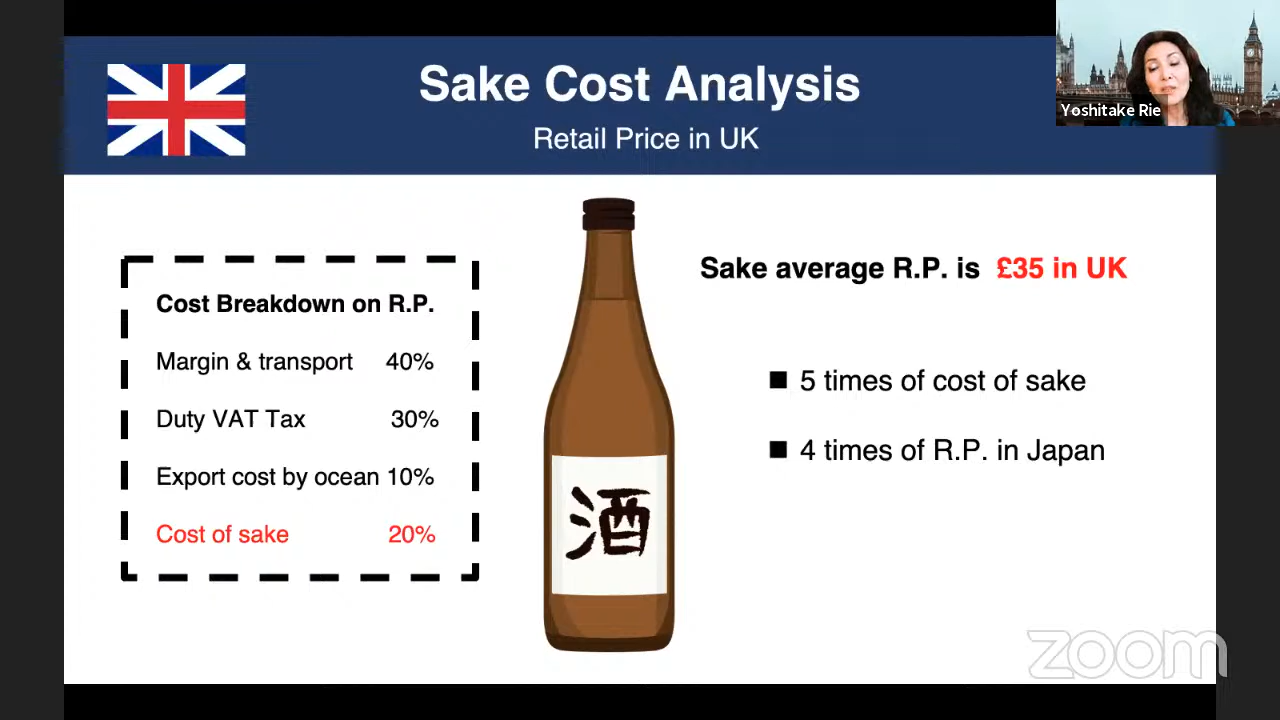 Sake Cost Analysis
Retail Price in UK
Yoshitake Rie
Cost Breakdown on R.P.
Margin & transport 40%
Duty VAT Tax 30%
Export cost by ocean 10%
Cost of sake 20%
酒
Sake average R.P. is £35 in UK
■ 5 times of cost of sake
■ 4 times of R.P. in Japan
zoom